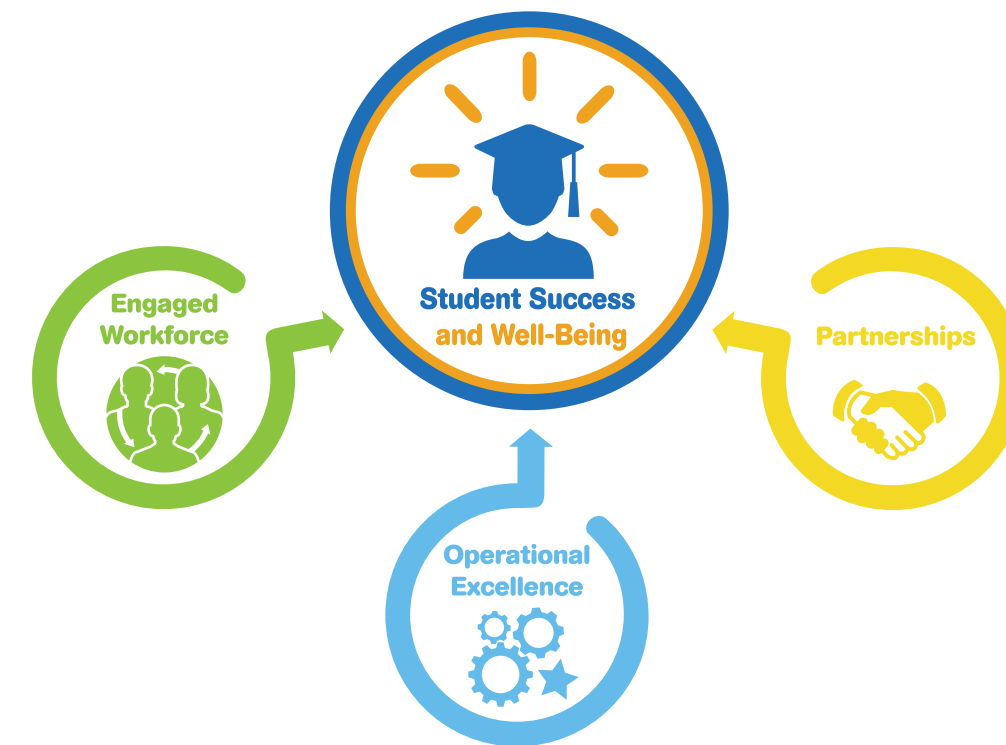 Student Success
and Well-Being
Engaged
Workforce
Partnerships
Operational
Excellence